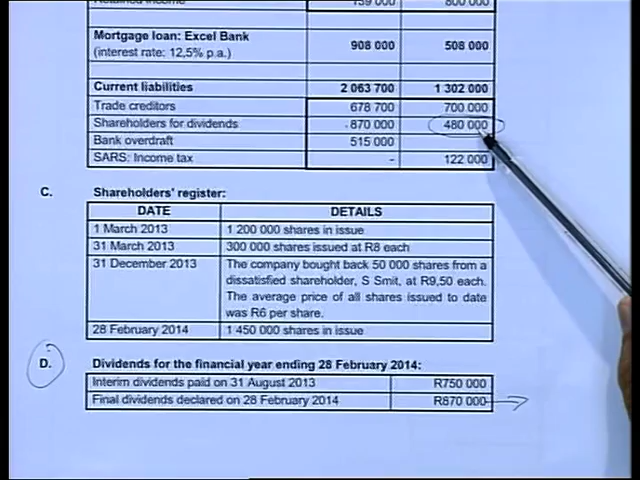 Retained income 159 000 800 000
Mortgage loan: Excel Bank
(interest rate: 12,5% p.a.) 908 000 508 000
Current liabilities 2 063 700 1 302 000
Trade creditors 678 700 700 000
Shareholders for dividends 870 000 480 000
Bank overdraft 515 000
SARS: Income tax - 122 000
C. Shareholders' register:
DATE DETAILS
1 March 2013 1 200 000 shares in issue
31 March 2013 300 000 shares issued at R8 each
31 December 2013 The company bought back 50 000 shares from a
dissatisfied shareholder, S Smit, at R9,50 each.
The average price of all shares issued to date
was R6 per share.
28 February 2014 1 450 000 shares in issue
D. Dividends for the financial year ending 28 February 2014:
Interim dividends paid on 31 August 2013 R750 000
Final dividends declared on 28 February 2014 R870 000